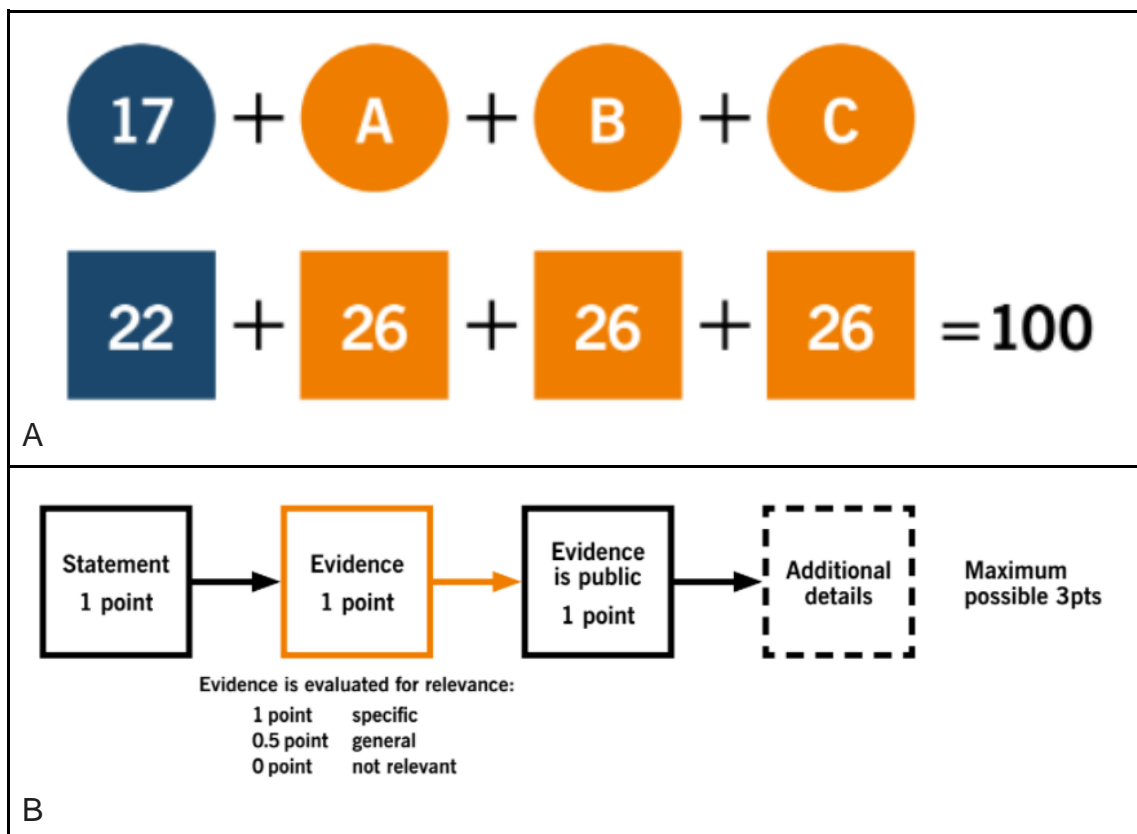 17 + A + B + C
22 + 26 + 26 + 26 = 100
A
Statement
1 point
Evidence
1 point
Evidence
is public
1 point
Additional
details
Maximum
possible 3pts
Evidence is evaluated for relevance:
1 point specific
0.5 point general
0 point not relevant
B